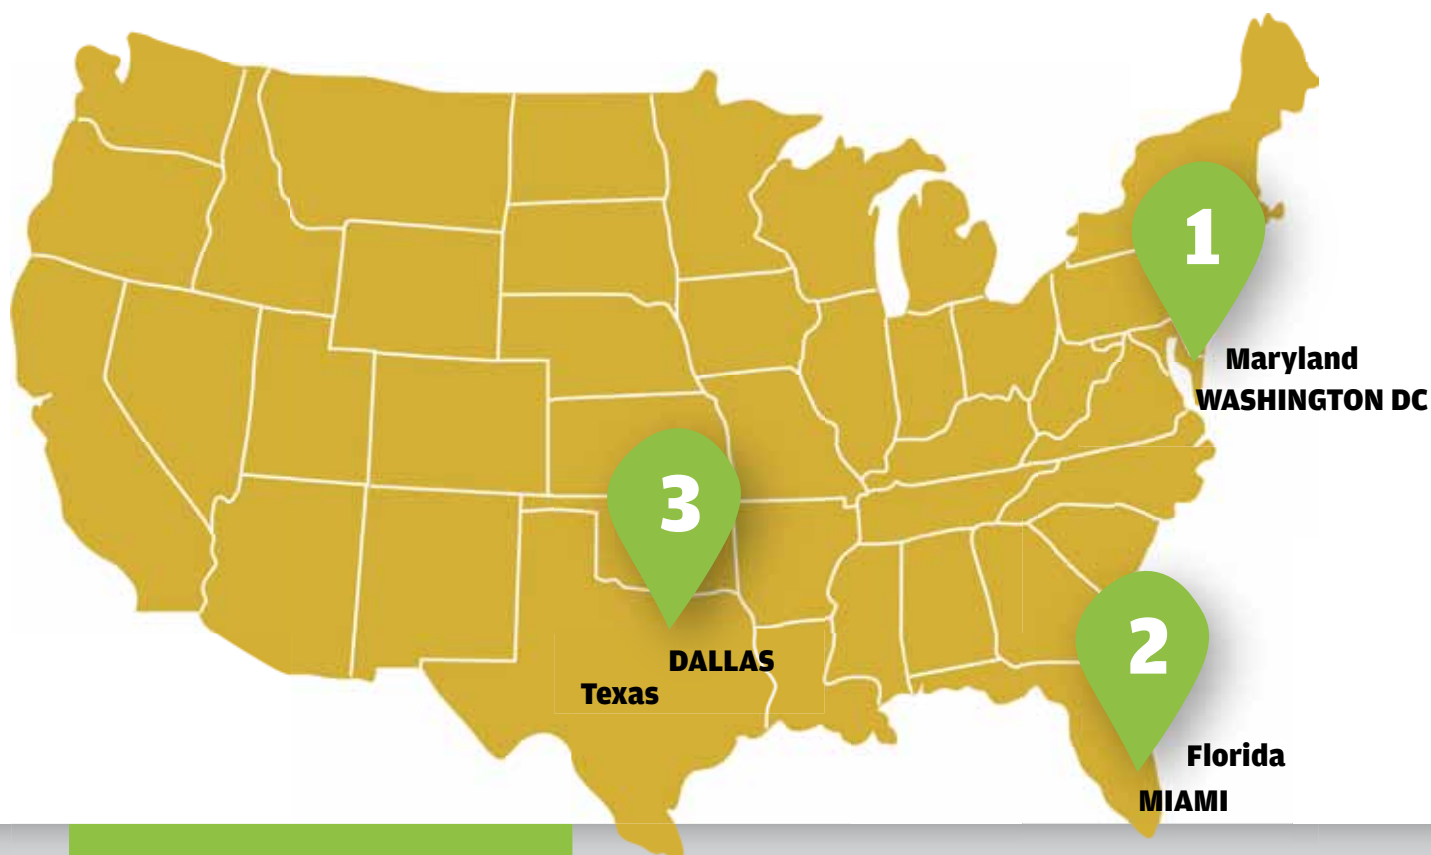 1
Maryland
WASHINGTON DC
3
DALLAS
Texas
2
Florida
MIAMI